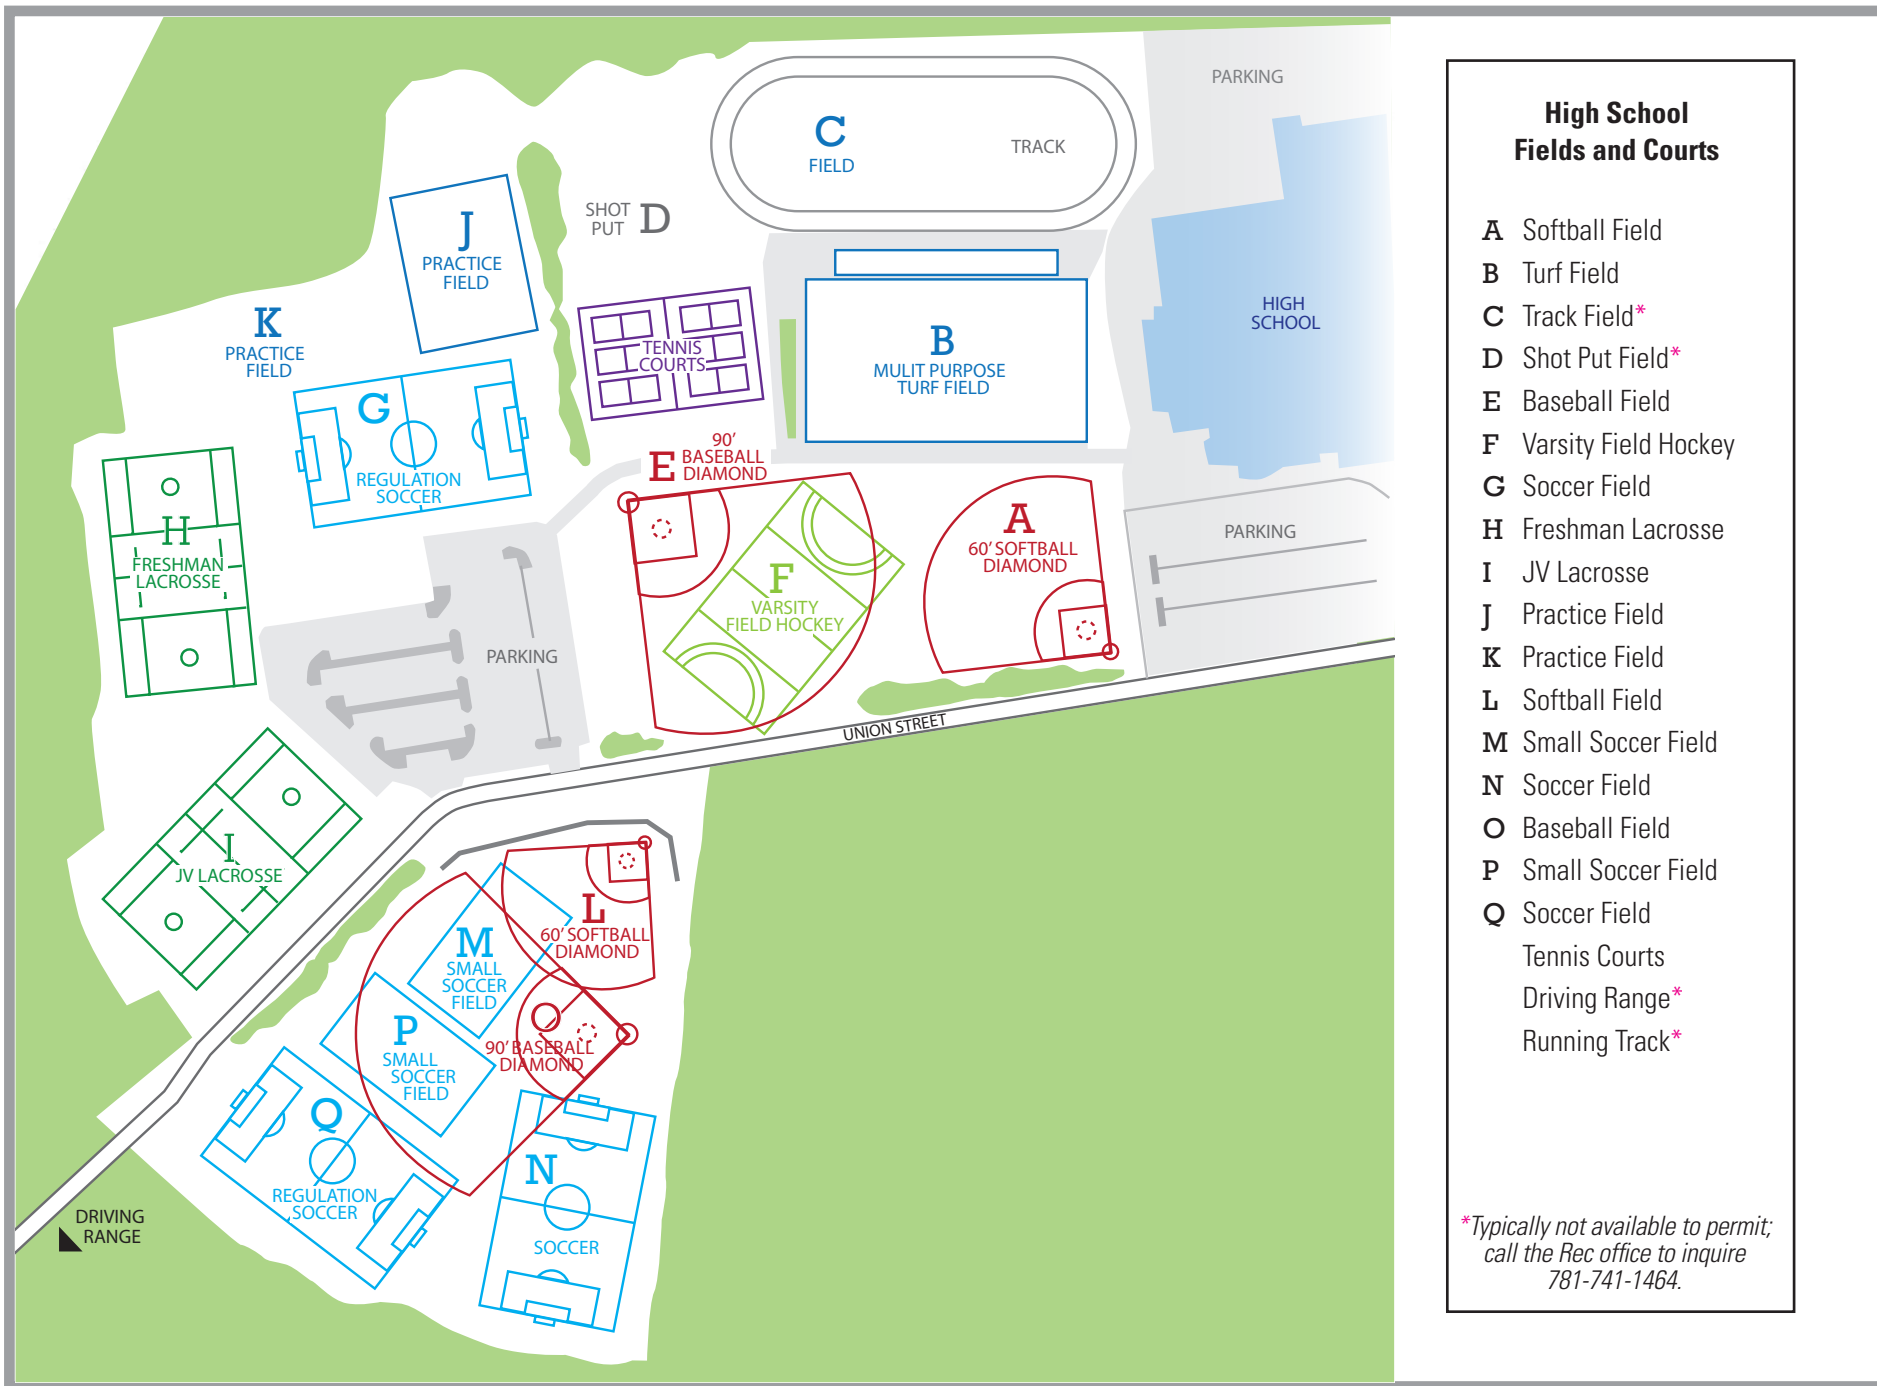 PARKING
C
FIELD
TRACK
SHOT
PUT
D
J
PRACTICE
FIELD
K
PRACTICE
FIELD
TENNIS
COURTS
B
MULIT PURPOSE
TURF FIELD
HIGH
SCHOOL
G
REGULATION
SOCCER
E
90'
BASEBALL
DIAMOND
A
60' SOFTBALL
DIAMOND
PARKING
H
FRESHMAN
LACROSSE
F
VARSITY
FIELD HOCKEY
PARKING
UNION STREET
I
JV LACROSSE
L
60' SOFTBALL
DIAMOND
M
SMALL
SOCCER
FIELD
O
90' BASEBALL
DIAMOND
P
SMALL
SOCCER
FIELD
Q
REGULATION
SOCCER
N
SOCCER
DRIVING
RANGE
High School
Fields and Courts
A Softball Field
B Turf Field
C Track Field*
D Shot Put Field*
E Baseball Field
F Varsity Field Hockey
G Soccer Field
H Freshman Lacrosse
I JV Lacrosse
J Practice Field
K Practice Field
L Softball Field
M Small Soccer Field
N Soccer Field
O Baseball Field
P Small Soccer Field
Q Soccer Field
Tennis Courts
Driving Range*
Running Track*
*Typically not available to permit;
call the Rec office to inquire
781-741-1464.